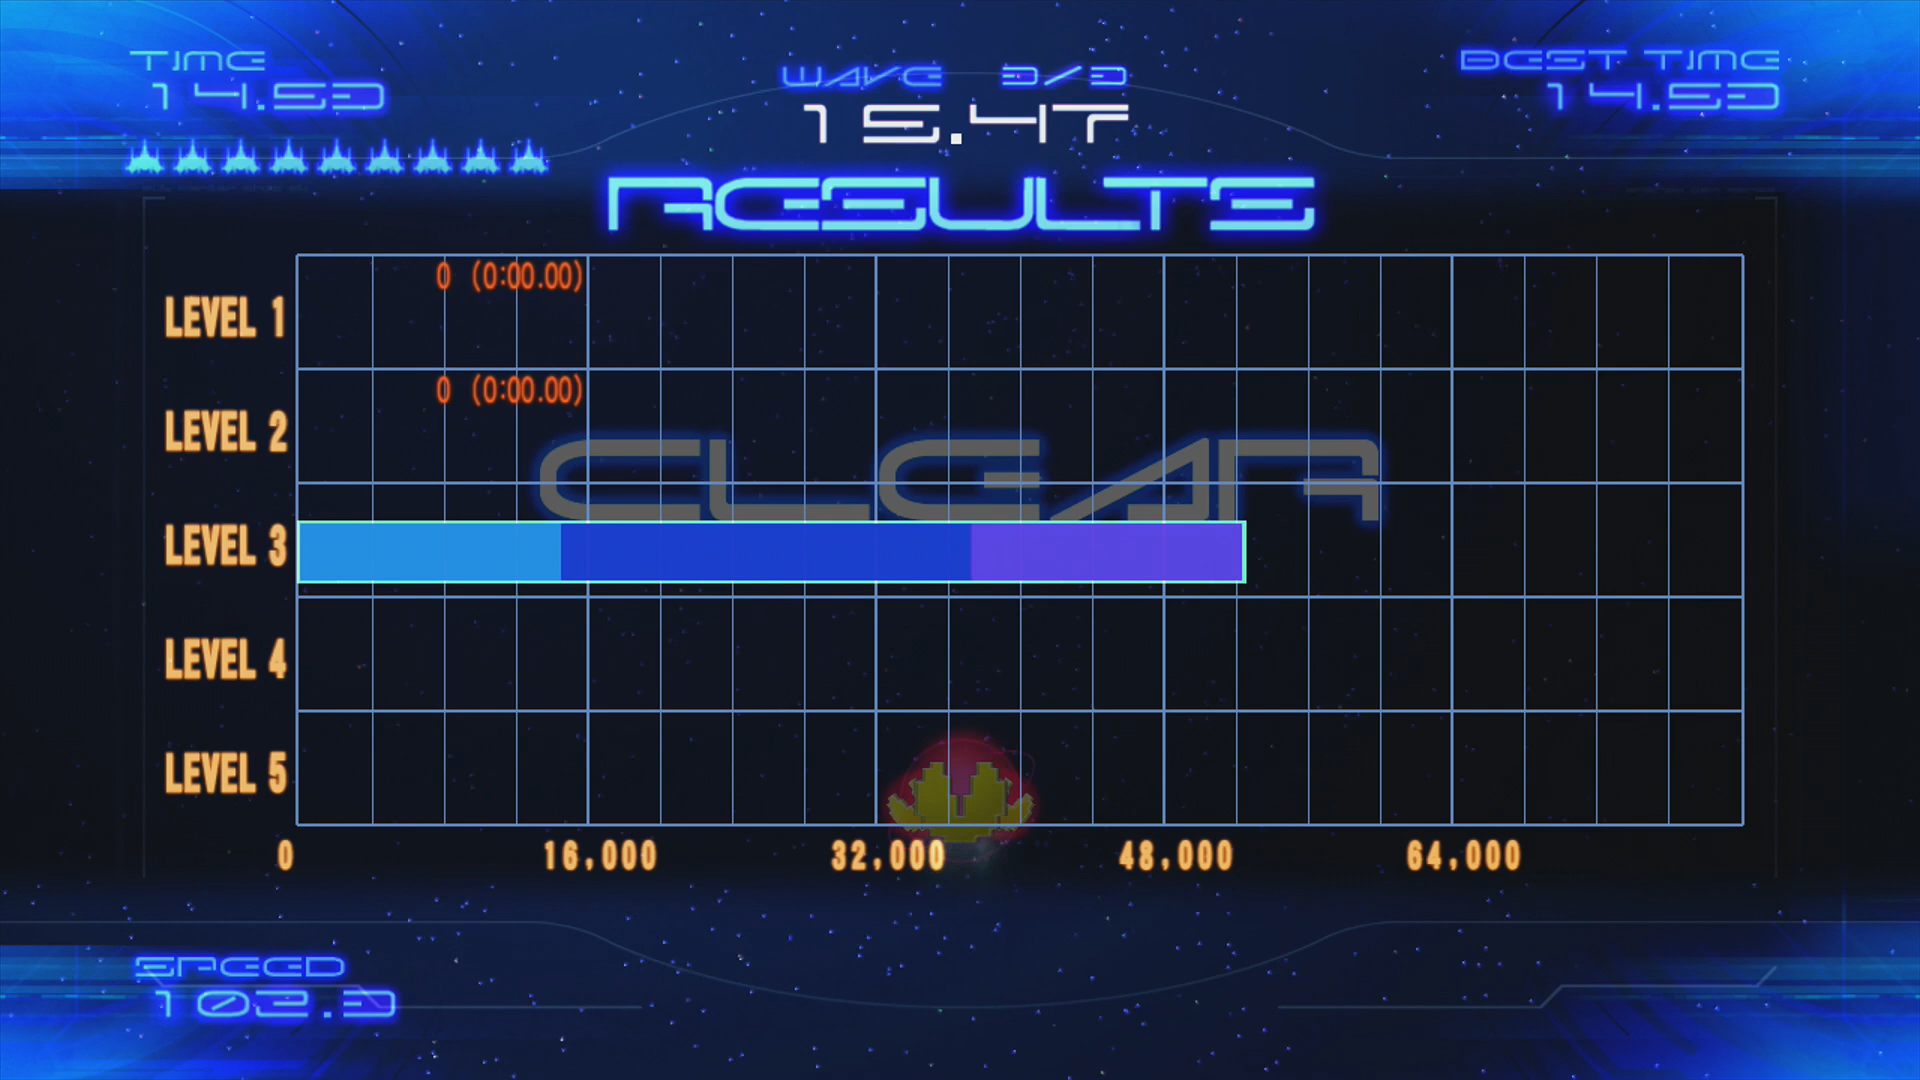 TIME
14.53
WAVE 3/3
15.47
BEST TIME
14.53
RESULTS
0 (0:00.00)
LEVEL 1
0 (0:00.00)
LEVEL 2
CLEAR
LEVEL 3
LEVEL 4
LEVEL 5
0 16,000 32,000 48,000 64,000
SPEED
102.3